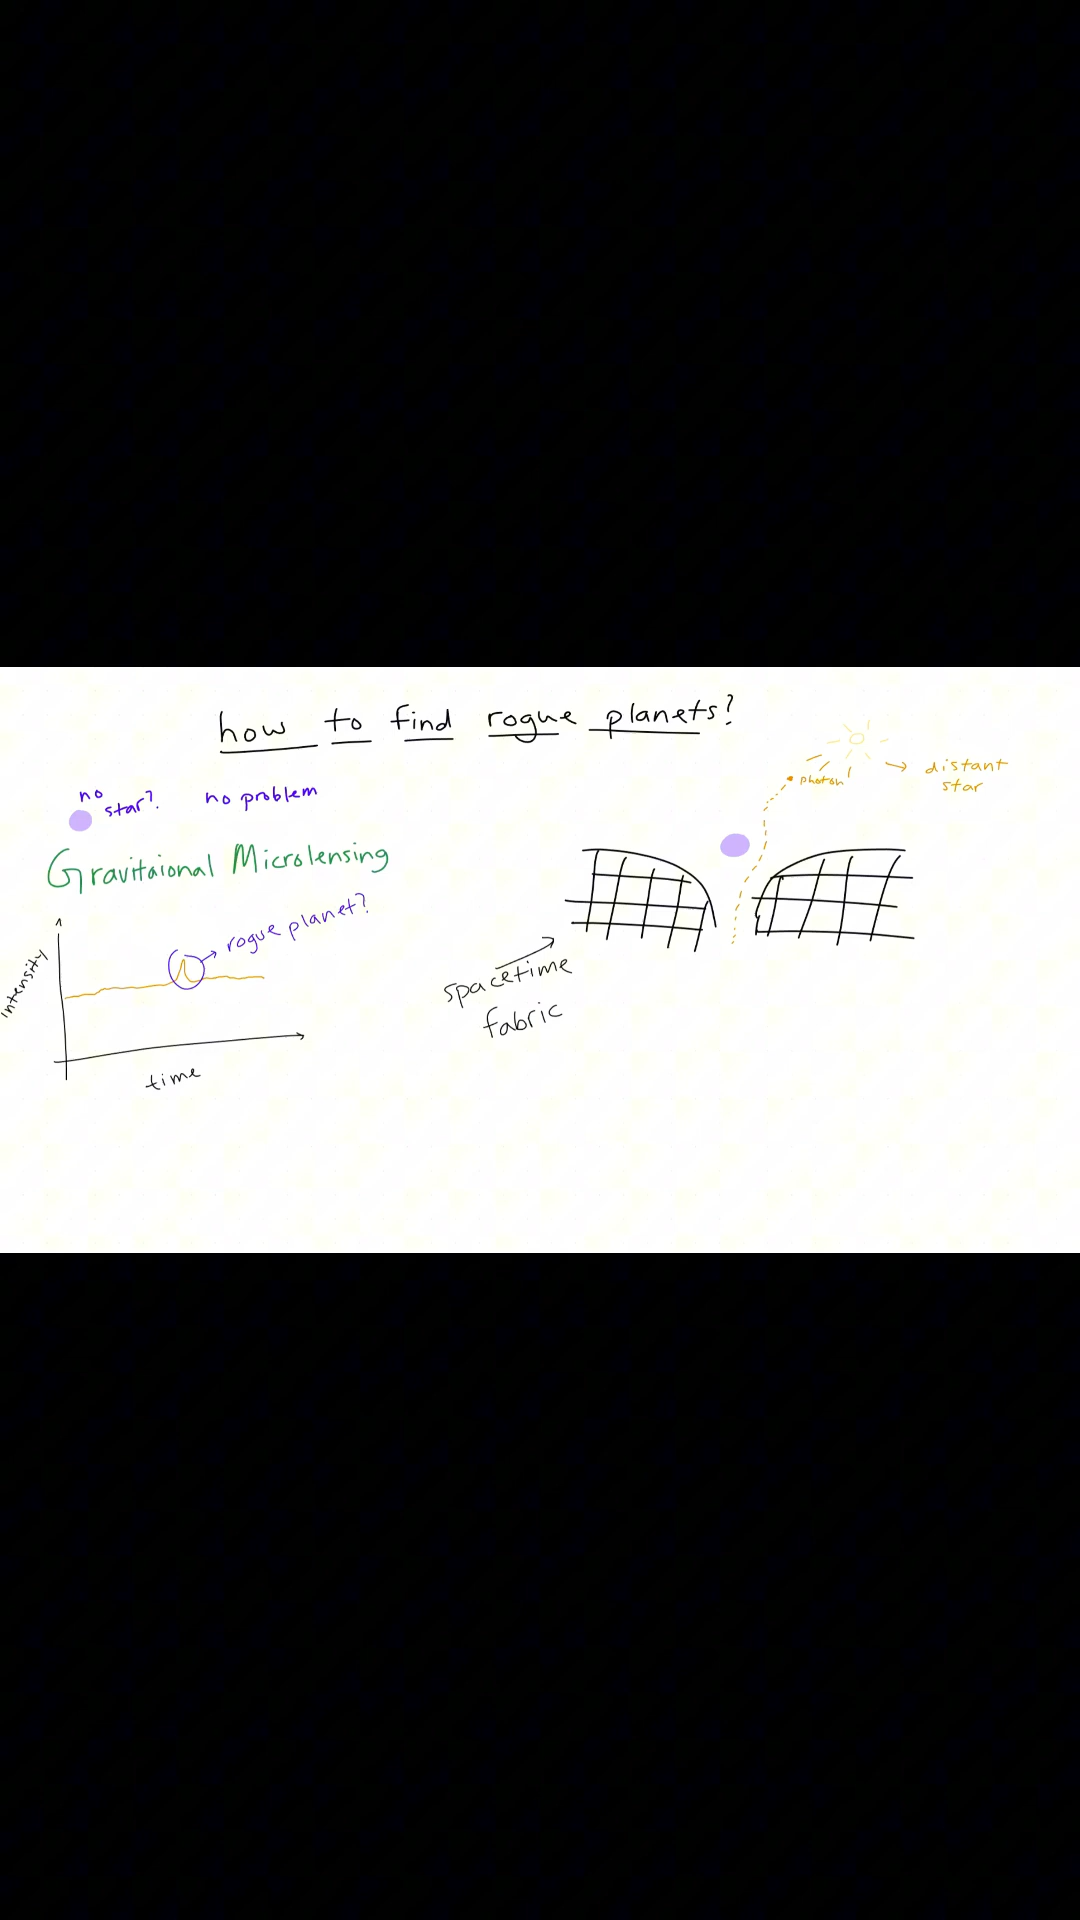 how to find rogue planets?
no
star? no problem
Gravitaional Microlensing
intensity
rogue planet?
time
photon
distant
star
spacetime
fabric